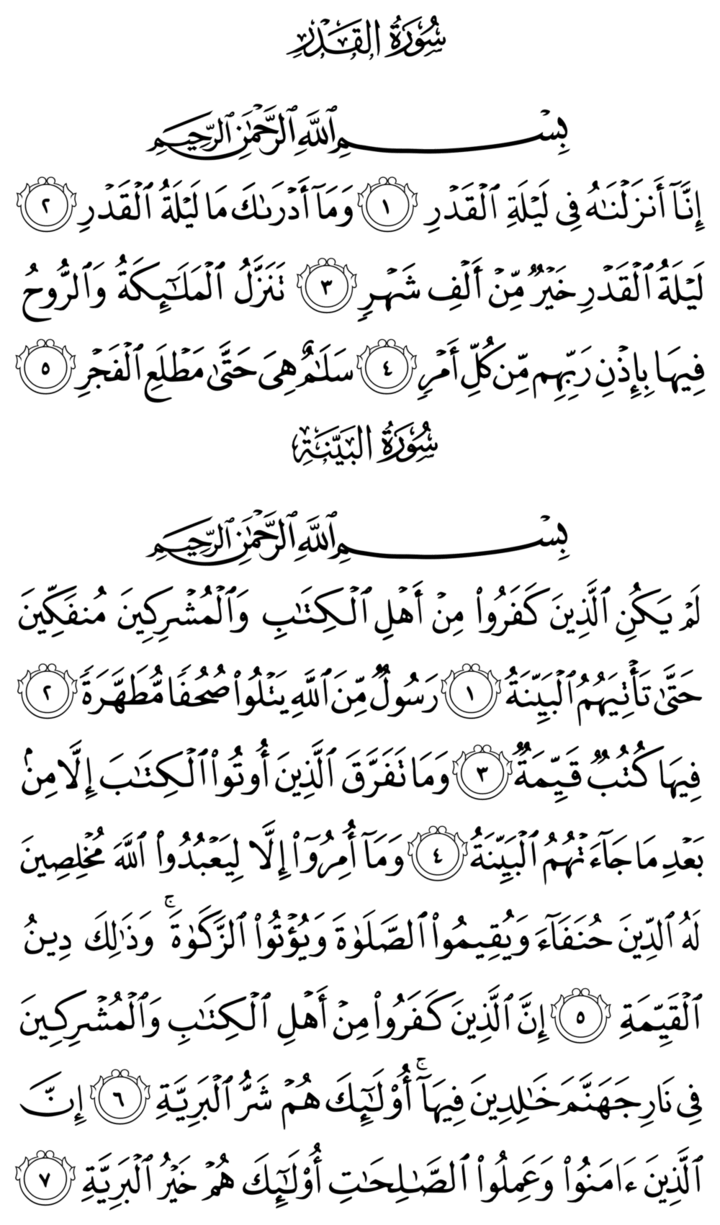 سُورَةُ القَدْرِ
بِسْمِ ٱللَّهِ ٱلرَّحْمَٰنِ ٱلرَّحِيمِ
إِنَّآ أَنزَلْنَٰهُ فِى لَيْلَةِ ٱلْقَدْرِ ١ وَمَآ أَدْرَىٰكَ مَا لَيْلَةُ ٱلْقَدْرِ ٢
لَيْلَةُ ٱلْقَدْرِ خَيْرٌ مِّنْ أَلْفِ شَهْرٍ ٣ تَنَزَّلُ ٱلْمَلَٰٓئِكَةُ وَٱلرُّوحُ
فِيهَا بِإِذْنِ رَبِّهِم مِّن كُلِّ أَمْرٍ ٤ سَلَٰمٌ هِىَ حَتَّىٰ مَطْلَعِ ٱلْفَجْرِ ٥
سُورَةُ البَيِّنَةِ
بِسْمِ ٱللَّهِ ٱلرَّحْمَٰنِ ٱلرَّحِيمِ
لَمْ يَكُنِ ٱلَّذِينَ كَفَرُوا۟ مِنْ أَهْلِ ٱلْكِتَٰبِ وَٱلْمُشْرِكِينَ مُنفَكِّينَ
حَتَّىٰ تَأْتِيَهُمُ ٱلْبَيِّنَةُ ١ رَسُولٌ مِّنَ ٱللَّهِ يَتْلُوا۟ صُحُفًا مُّطَهَّرَةً ٢
فِيهَا كُتُبٌ قَيِّمَةٌ ٣ وَمَا تَفَرَّقَ ٱلَّذِينَ أُوتُوا۟ ٱلْكِتَٰبَ إِلَّا مِنۢ
بَعْدِ مَا جَآءَتْهُمُ ٱلْبَيِّنَةُ ٤ وَمَآ أُمِرُوٓا۟ إِلَّا لِيَعْبُدُوا۟ ٱللَّهَ مُخْلِصِينَ
لَهُ ٱلدِّينَ حُنَفَآءَ وَيُقِيمُوا۟ ٱلصَّلَوٰةَ وَيُؤْتُوا۟ ٱلزَّكَوٰةَ ۚ وَذَٰلِكَ دِينُ
ٱلْقَيِّمَةِ ٥ إِنَّ ٱلَّذِينَ كَفَرُوا۟ مِنْ أَهْلِ ٱلْكِتَٰبِ وَٱلْمُشْرِكِينَ
فِى نَارِ جَهَنَّمَ خَٰلِدِينَ فِيهَآ ۚ أُو۟لَٰٓئِكَ هُمْ شَرُّ ٱلْبَرِيَّةِ ٦ إِنَّ
ٱلَّذِينَ ءَامَنُوا۟ وَعَمِلُوا۟ ٱلصَّٰلِحَٰتِ أُو۟لَٰٓئِكَ هُمْ خَيْرُ ٱلْبَرِيَّةِ ٧